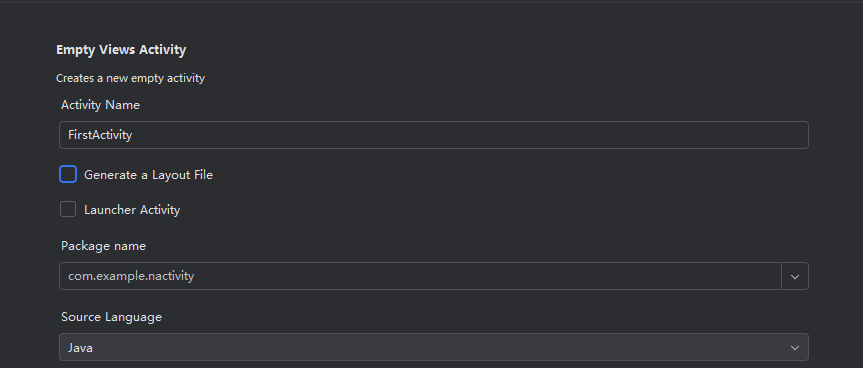 Empty Views Activity
Creates a new empty activity
Activity Name
FirstActivity
Generate a Layout File
Launcher Activity
Package name
com.example.nactivity
Source Language
Java